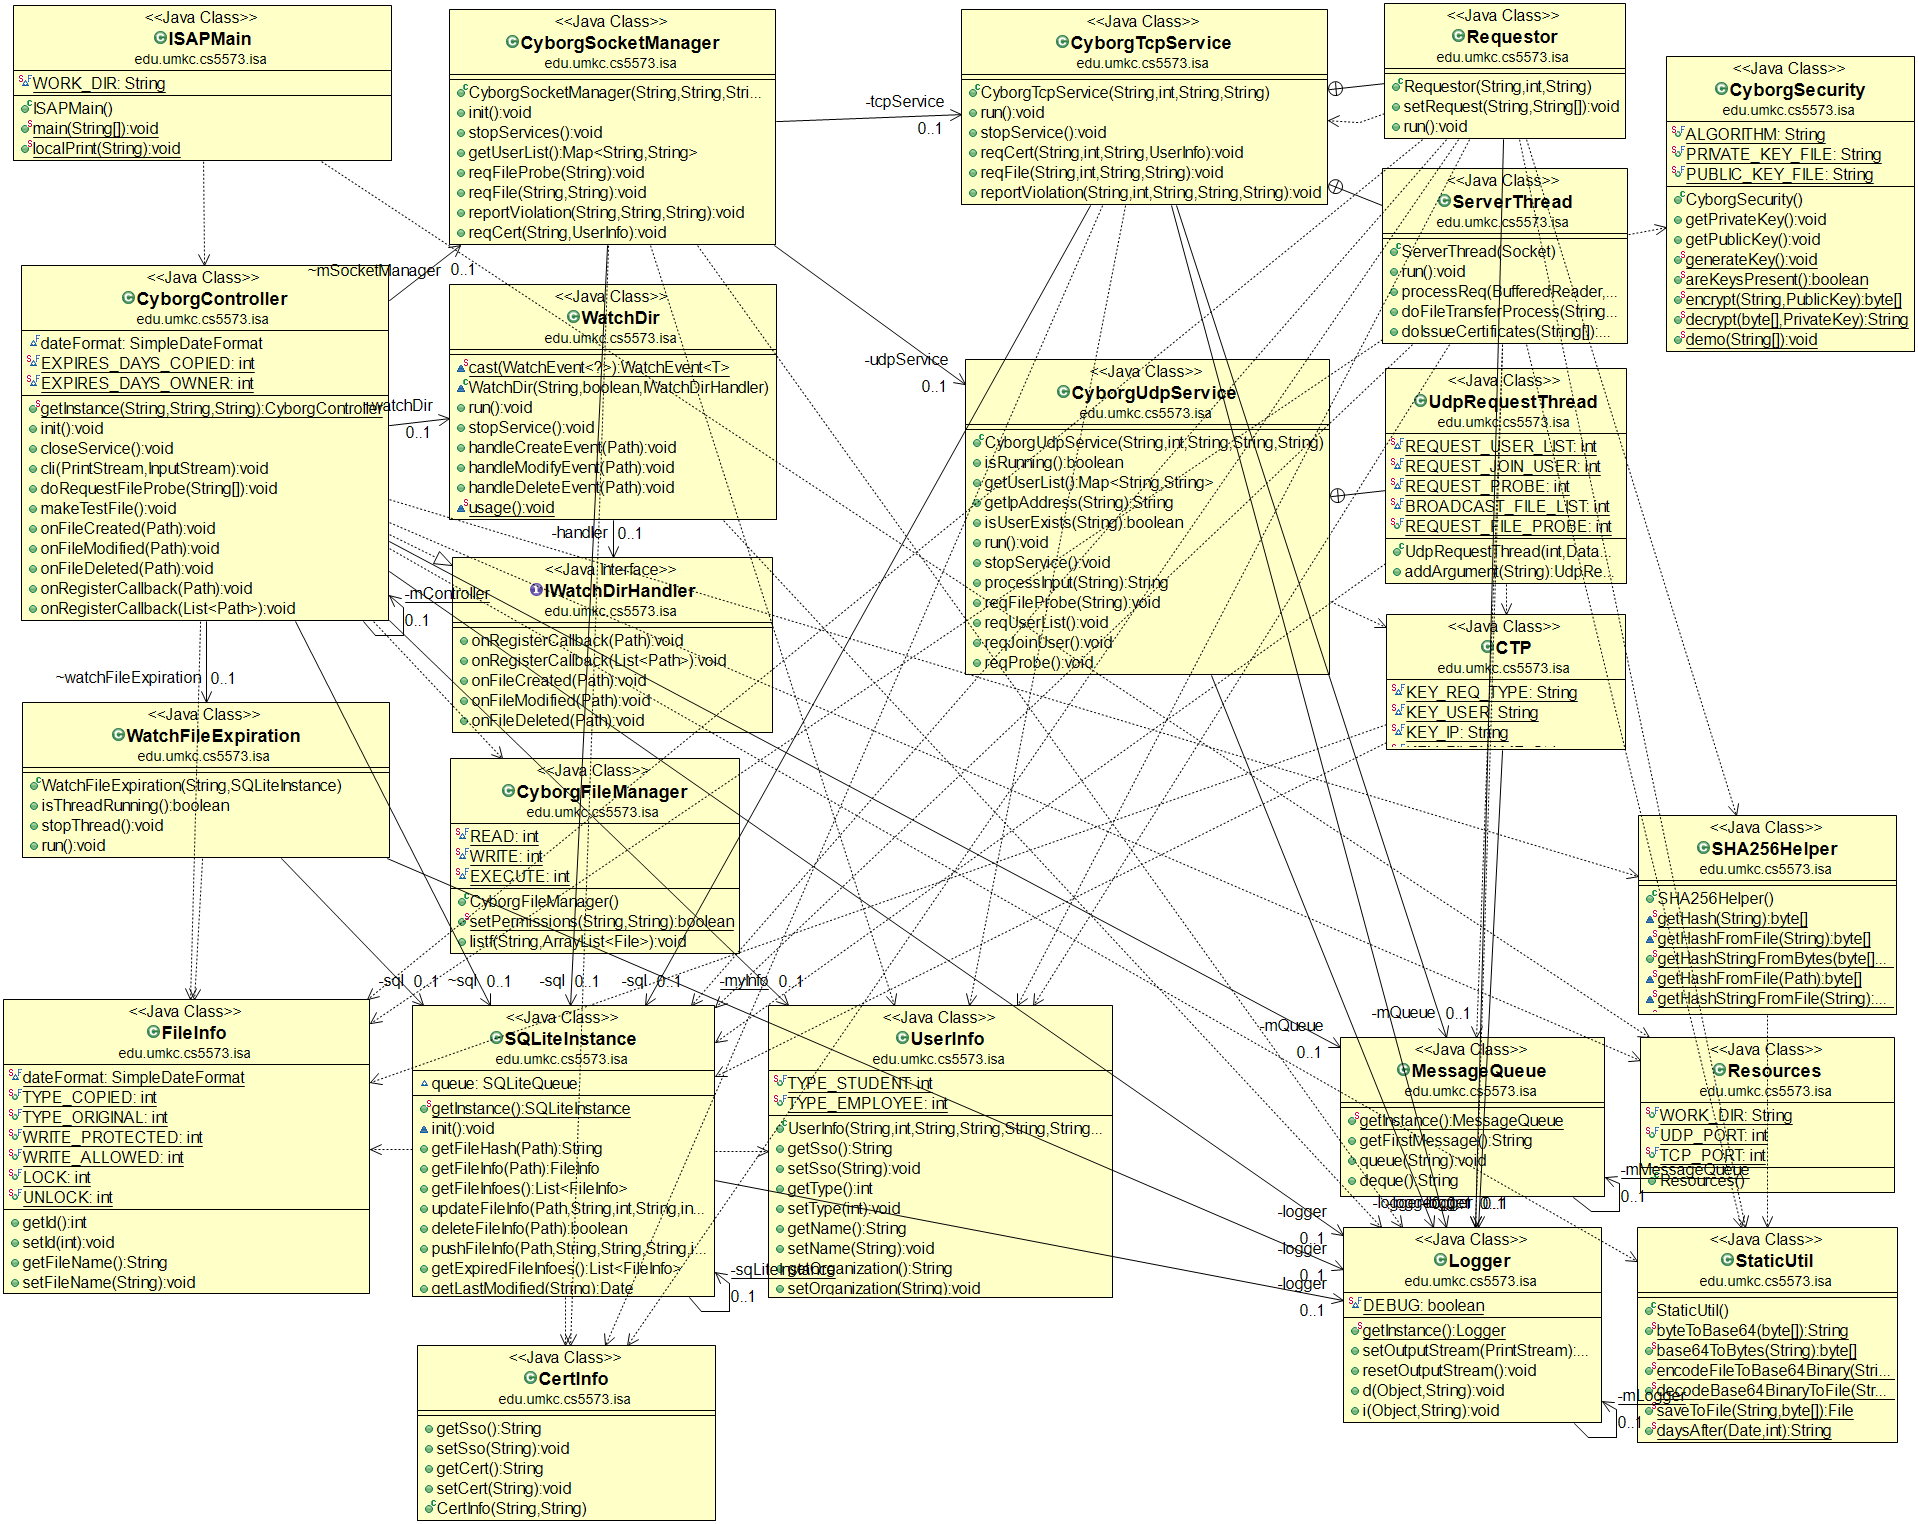 <<Java Class>>
ISAPMain
edu.umkc.cs5573.isa
WORK_DIR: String
ISAPMain()
main(String[]):void
localPrint(String):void
<<Java Class>>
CyborgSocketManager
edu.umkc.cs5573.isa
CyborgSocketManager(String,String,Stri...
init():void
stopServices():void
getUserList():Map<String,String>
reqFileProbe(String):void
reqFile(String,String):void
reportViolation(String,String,String):void
reqCert(String,UserInfo):void
-tcpService
0..1
<<Java Class>>
CyborgTcpService
edu.umkc.cs5573.isa
CyborgTcpService(String,int,String,String)
run():void
stopService():void
reqCert(String,int,String,UserInfo):void
reqFile(String,int,String,String):void
reportViolation(String,int,String,String,String):void
<<Java Class>>
Requestor
edu.umkc.cs5573.isa
Requestor(String,int,String)
setRequest(String,String[]):void
run():void
<<Java Class>>
CyborgSecurity
edu.umkc.cs5573.isa
ALGORITHM: String
PRIVATE_KEY_FILE: String
PUBLIC_KEY_FILE: String
CyborgSecurity()
getPrivateKey():void
getPublicKey():void
generateKey():void
areKeysPresent():boolean
encrypt(String,PublicKey):byte[]
decrypt(byte[],PrivateKey):String
demo(String[]):void
<<Java Class>>
ServerThread
edu.umkc.cs5573.isa
ServerThread(Socket)
run():void
processReq(BufferedReader,...
doFileTransferProcess(String...
doIssueCertificates(String[]):...
<<Java Class>>
CyborgController
edu.umkc.cs5573.isa
dateFormat: SimpleDateFormat
EXPIRES_DAYS_COPIED: int
EXPIRES_DAYS_OWNER: int
getInstance(String,String,String):CyborgController
init():void
closeService():void
cli(PrintStream,InputStream):void
doRequestFileProbe(String[]):void
makeTestFile():void
onFileCreated(Path):void
onFileModified(Path):void
onFileDeleted(Path):void
onRegisterCallback(Path):void
onRegisterCallback(List<Path>):void
~mSocketManager
0..1
0..1
-mController
0..1
<<Java Class>>
WatchDir
edu.umkc.cs5573.isa
cast(WatchEvent<?>):WatchEvent<T>
WatchDir(String,boolean,IWatchDirHandler)
run():void
stopService():void
handleCreateEvent(Path):void
handleModifyEvent(Path):void
handleDeleteEvent(Path):void
usage():void
-handler
0..1
-udpService
0..1
<<Java Class>>
CyborgUdpService
edu.umkc.cs5573.isa
CyborgUdpService(String,int,String,String,String)
isRunning():boolean
getUserList():Map<String,String>
getIpAddress(String):String
isUserExists(String):boolean
run():void
stopService():void
processInput(String):String
reqFileProbe(String):void
reqUserList():void
reqJoinUser():void
reqProbe():void
<<Java Class>>
UdpRequestThread
edu.umkc.cs5573.isa
REQUEST_USER_LIST: int
REQUEST_JOIN_USER: int
REQUEST_PROBE: int
BROADCAST_FILE_LIST: int
REQUEST_FILE_PROBE: int
UdpRequestThread(int,Data...
addArgument(String):UdpRe...
<<Java Interface>>
IWatchDirHandler
edu.umkc.cs5573.isa
onRegisterCallback(Path):void
onRegisterCallback(List<Path>):void
onFileCreated(Path):void
onFileModified(Path):void
onFileDeleted(Path):void
<<Java Class>>
CTP
edu.umkc.cs5573.isa
KEY_REQ_TYPE: String
KEY_USER: String
KEY_IP: String
~watchFileExpiration
0..1
<<Java Class>>
WatchFileExpiration
edu.umkc.cs5573.isa
WatchFileExpiration(String,SQLiteInstance)
isThreadRunning():boolean
stopThread():void
run():void
<<Java Class>>
CyborgFileManager
edu.umkc.cs5573.isa
READ: int
WRITE: int
EXECUTE: int
CyborgFileManager()
setPermissions(String,String):boolean
listf(String,ArrayList<File>):void
<<Java Class>>
SHA256Helper
edu.umkc.cs5573.isa
SHA256Helper()
getHash(String):byte[]
getHashFromFile(String):byte[]
getHashStringFromBytes(byte[]...
getHashFromFile(Path):byte[]
getHashStringFromFile(String):...
-sql 0..1
~sql 0..1
-sql 0..1
-sql 0..1
-myInfo 0..1
<<Java Class>>
FileInfo
edu.umkc.cs5573.isa
dateFormat: SimpleDateFormat
TYPE_COPIED: int
TYPE_ORIGINAL: int
WRITE_PROTECTED: int
WRITE_ALLOWED: int
LOCK: int
UNLOCK: int
getId():int
setId(int):void
getFileName():String
setFileName(String):void
<<Java Class>>
SQLiteInstance
edu.umkc.cs5573.isa
queue: SQLiteQueue
getInstance():SQLiteInstance
init():void
getFileHash(Path):String
getFileInfo(Path):FileInfo
getFileInfoes():List<FileInfo>
updateFileInfo(Path,String,int,String,in...
deleteFileInfo(Path):boolean
pushFileInfo(Path,String,String,String,i...
getExpiredFileInfoes():List<FileInfo>
getLastModified(String):Date
-sqLiteInstance
0..1
<<Java Class>>
UserInfo
edu.umkc.cs5573.isa
TYPE_STUDENT: int
TYPE_EMPLOYEE: int
UserInfo(String,int,String,String,String,String...
getSso():String
setSso(String):void
getType():int
setType(int):void
getName():String
setName(String):void
getOrganization():String
setOrganization(String):void
-mQueue
0..1
-mQueue 0..1
<<Java Class>>
MessageQueue
edu.umkc.cs5573.isa
getInstance():MessageQueue
getFirstMessage():String
queue(String):void
deque():String
-mMessageQueue
0..1
<<Java Class>>
Resources
edu.umkc.cs5573.isa
WORK_DIR: String
UDP_PORT: int
TCP_PORT: int
Resources()
-logger
0..1
-logger
0..1
-logger
0..1
0..1
<<Java Class>>
Logger
edu.umkc.cs5573.isa
DEBUG: boolean
getInstance():Logger
setOutputStream(PrintStream):...
resetOutputStream():void
d(Object,String):void
i(Object,String):void
-mLogger
0..1
<<Java Class>>
StaticUtil
edu.umkc.cs5573.isa
StaticUtil()
byteToBase64(byte[]):String
base64ToBytes(String):byte[]
encodeFileToBase64Binary(Stri...
decodeBase64BinaryToFile(Str...
saveToFile(String,byte[]):File
daysAfter(Date,int):String
<<Java Class>>
CertInfo
edu.umkc.cs5573.isa
getSso():String
setSso(String):void
getCert():String
setCert(String):void
CertInfo(String,String)